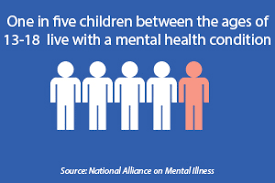 One in five children between the ages of
13-18 live with a mental health condition
Source: National Alliance on Mental Illness